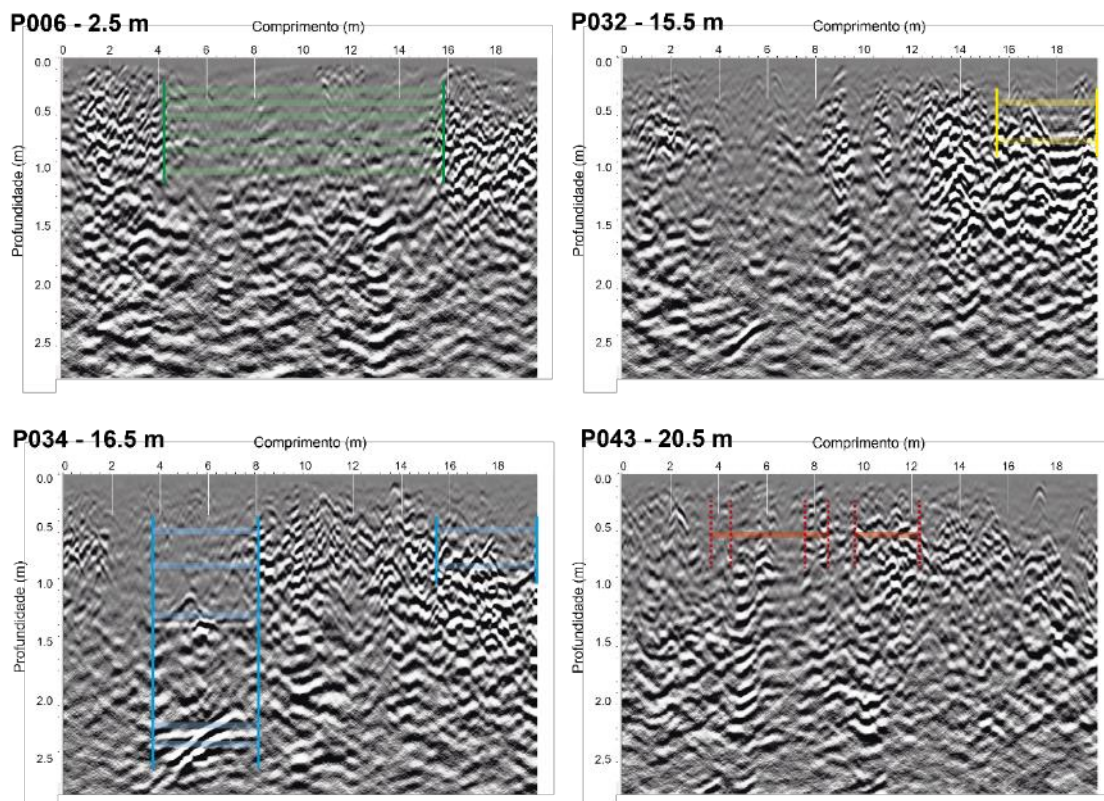 P006 - 2.5 m
Comprimento (m)
0 2 4 6 8 10 12 14 16 18
Profundidade (m)
0.0
0.5
1.0
1.5
2.0
2.5
P032 - 15.5 m
Comprimento (m)
0 2 4 6 8 10 12 14 16 18
Profundidade (m)
0.0
0.5
1.0
1.5
2.0
2.5
P034 - 16.5 m
Comprimento (m)
0 2 4 6 8 10 12 14 16 18
Profundidade (m)
0.0
0.5
1.0
1.5
2.0
2.5
P043 - 20.5 m
Comprimento (m)
0 2 4 6 8 10 12 14 16 18
Profundidade (m)
0.0
0.5
1.0
1.5
2.0
2.5